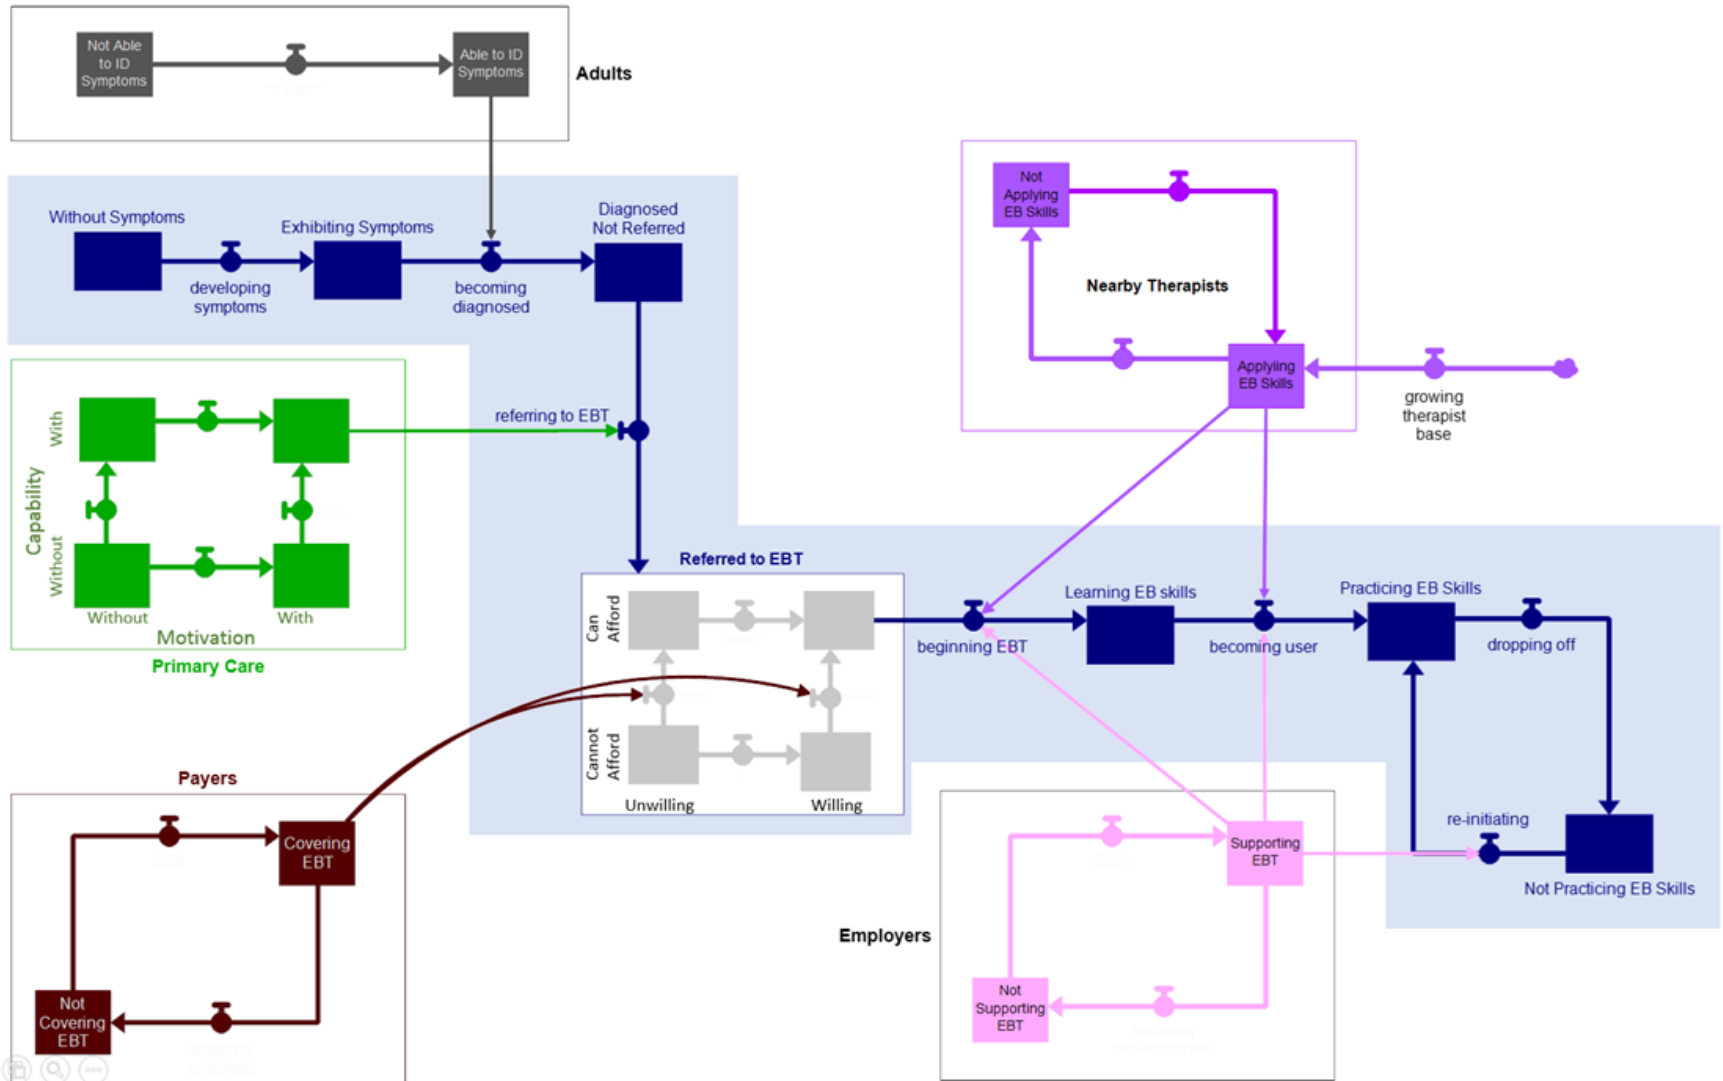 Not Able
to ID
Symptoms
Able to ID
Symptoms
Adults
Without Symptoms
developing
symptoms
Exhibiting Symptoms
becoming
diagnosed
Diagnosed
Not Referred
Not
Applying
EB Skills
Nearby Therapists
Applyiing
EB Skills
growing
therapist
base
With
Capability
Without
Without
With
Motivation
Primary Care
referring to EBT
Referred to EBT
Can
Afford
Cannot
Afford
Unwilling
Willing
beginning EBT
Learning EB skills
becoming user
Practicing EB Skills
dropping off
re-initiating
Not Practicing EB Skills
Payers
Covering
EBT
Not
Covering
EBT
Employers
Supporting
EBT
Not
Supporting
EBT